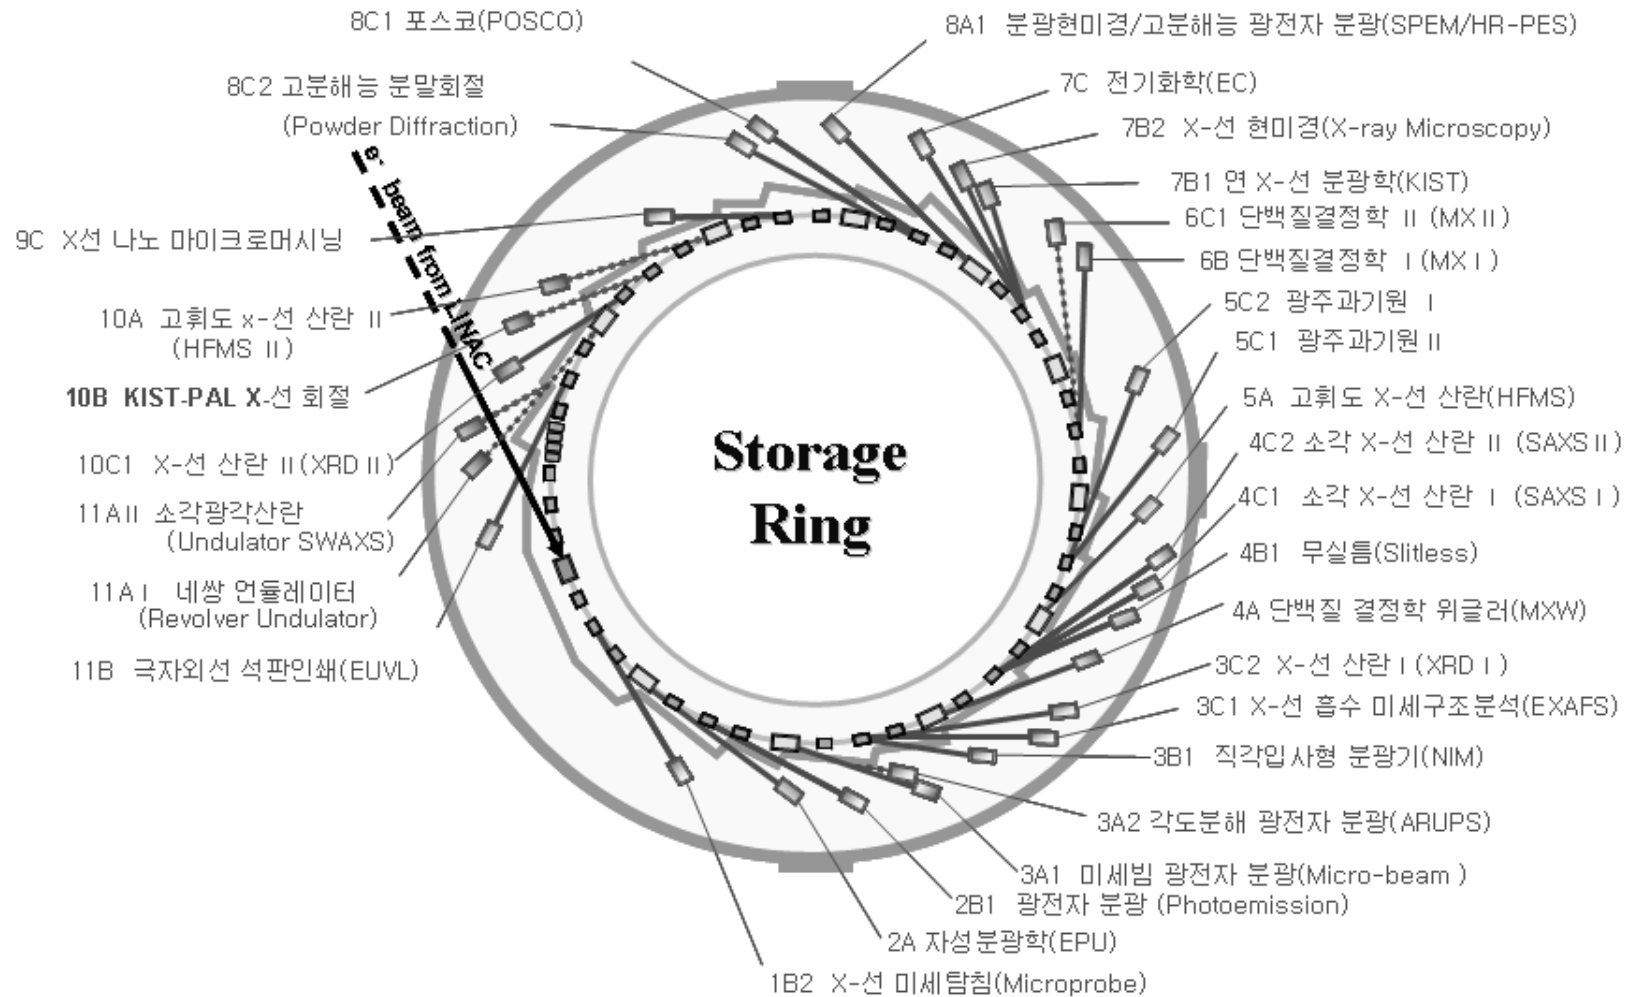 8C1 포스코(POSCO)
8A1 분광현미경/고분해능 광전자 분광(SPEM/HR-PES)
8C2 고분해능 분말회절
(Powder Diffraction)
7C 전기화학(EC)
7B2 X-선 현미경(X-ray Microscopy)
e- beam from LINAC
7B1 연 X-선 분광학(KIST)
6C1 단백질결정학 II (MX II)
9C X선 나노 마이크로머시닝
6B 단백질결정학 I (MX I)
5C2 광주과기원 I
10A 고휘도 x-선 산란 II
(HFMS II)
5C1 광주과기원 II
10B KIST-PAL X-선 회절
5A 고휘도 X-선 산란(HFMS)
4C2 소각 X-선 산란 II (SAXS II)
Storage
Ring
10C1 X-선 산란 II(XRD II)
4C1 소각 X-선 산란 I (SAXS I)
11A II 소각광각산란
(Undulator SWAXS)
4B1 무실틈(Slitless)
11A I 네쌍 언듈레이터
(Revolver Undulator)
4A 단백질 결정학 위글러(MXW)
11B 극자외선 석판인쇄(EUVL)
3C2 X-선 산란 I (XRD I)
3C1 X-선 흡수 미세구조분석(EXAFS)
3B1 직각입사형 분광기(NIM)
3A2 각도분해 광전자 분광(ARUPS)
3A1 미세빔 광전자 분광(Micro-beam )
2B1 광전자 분광 (Photoemission)
2A 자성분광학(EPU)
1B2 X-선 미세탐침(Microprobe)